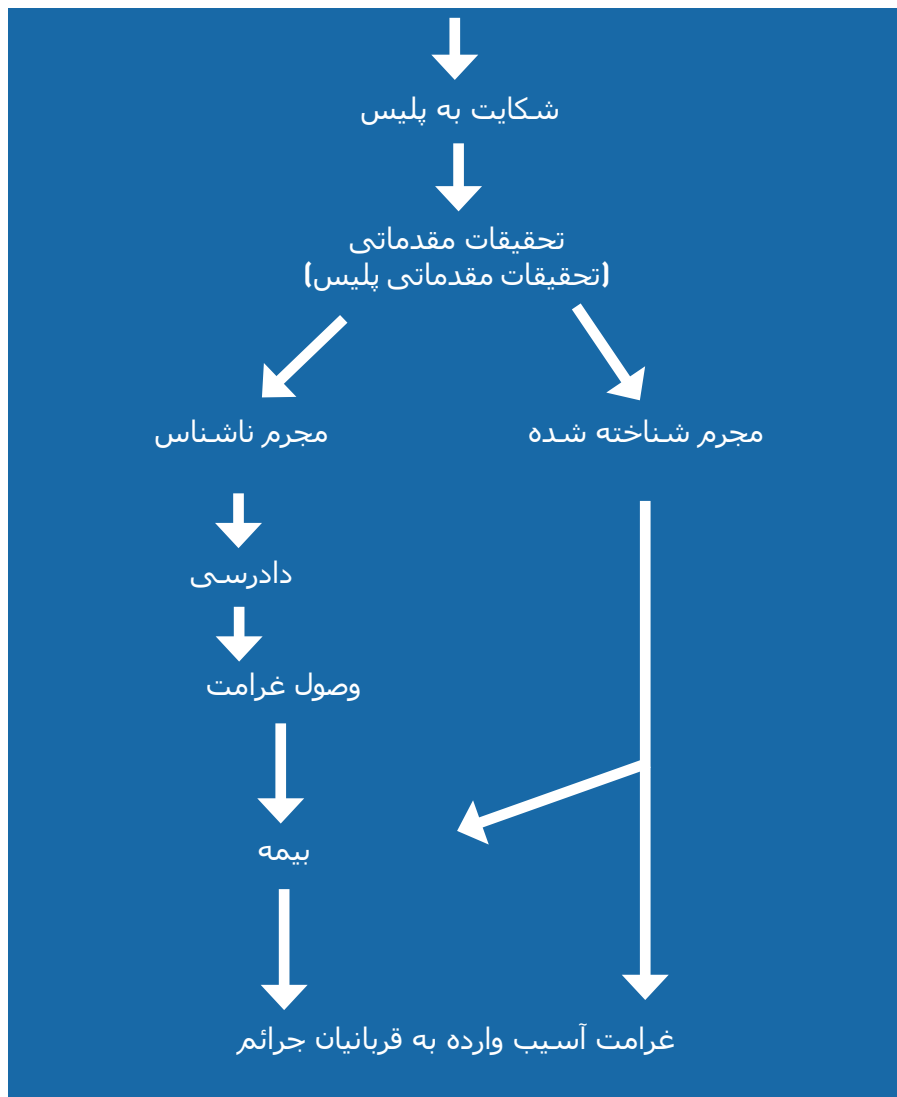 شکایت به پلیس
تحقیقات مقدماتی
(تحقیقات مقدماتی پلیس)
مجرم شناخته شده
مجرم ناشناس
دادرسی
وصول غرامت
بیمه
غرامت آسیب وارده به قربانیان جرائم